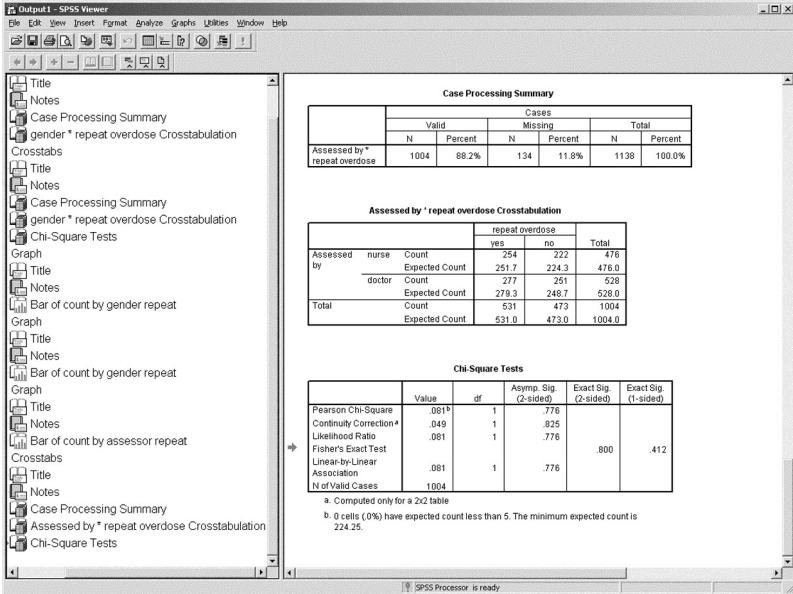 Output1 - SPSS Viewer
File Edit View Insert Format Analyze Graphs Utilities Window Help
Title
Notes
Case Processing Summary
gender * repeat overdose Crosstabulation
Crosstabs
Title
Notes
Case Processing Summary
gender * repeat overdose Crosstabulation
Chi-Square Tests
Graph
Title
Notes
Bar of count by gender repeat
Graph
Title
Notes
Bar of count by gender repeat
Graph
Title
Notes
Bar of count by assessor repeat
Crosstabs
Title
Notes
Case Processing Summary
Assessed by * repeat overdose Crosstabulation
Chi-Square Tests
Case Processing Summary
Cases
Valid Missing Total
N Percent N Percent N Percent
Assessed by * repeat overdose 1004 88.2% 134 11.8% 1138 100.0%
Assessed by * repeat overdose Crosstabulation
repeat overdose
yes no Total
Assessed by nurse Count 254 222 476
Expected Count 251.7 224.3 476.0
doctor Count 277 251 528
Expected Count 279.3 248.7 528.0
Total Count 531 473 1004
Expected Count 531.0 473.0 1004.0
Chi-Square Tests
Value df Asymp. Sig. (2-sided) Exact Sig. (2-sided) Exact Sig. (1-sided)
Pearson Chi-Square .081b 1 .776
Continuity Correction a .049 1 .825
Likelihood Ratio .081 1 .776
Fisher's Exact Test .800 .412
Linear-by-Linear Association .081 1 .776
N of Valid Cases 1004
a. Computed only for a 2x2 table
b. 0 cells (.0%) have expected count less than 5. The minimum expected count is
224.25.
SPSS Processor is ready